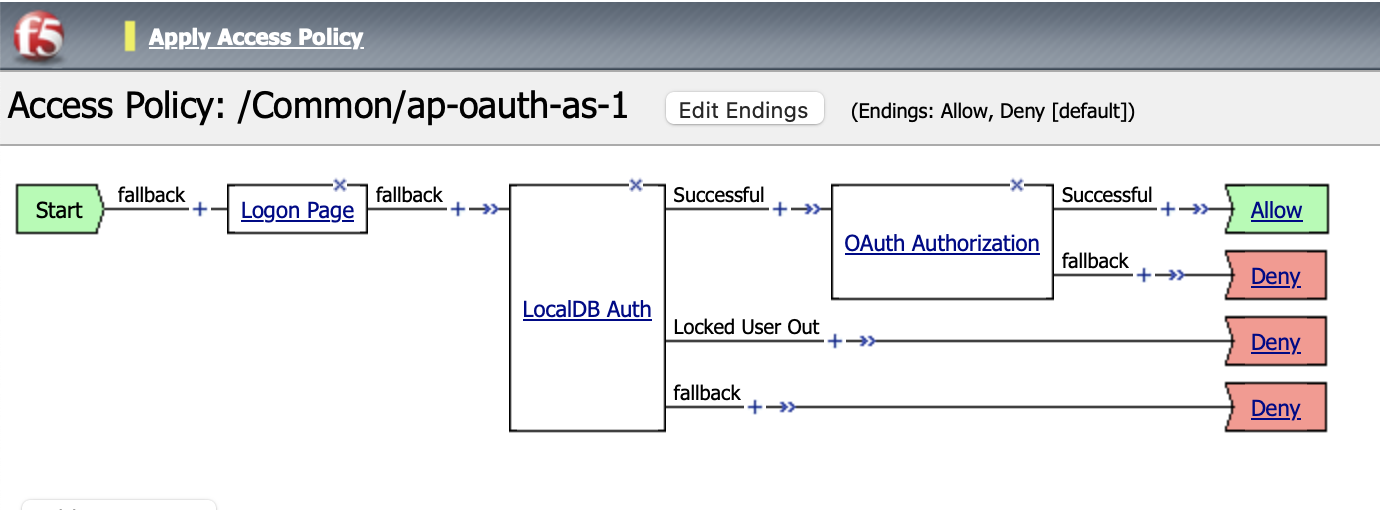 f5 Apply Access Policy
Access Policy: /Common/ap-oauth-as-1 Edit Endings (Endings: Allow, Deny [default])
Start fallback Logon Page fallback Successful Successful Allow
OAuth Authorization
fallback Deny
LocalDB Auth
Locked User Out Deny
fallback Deny